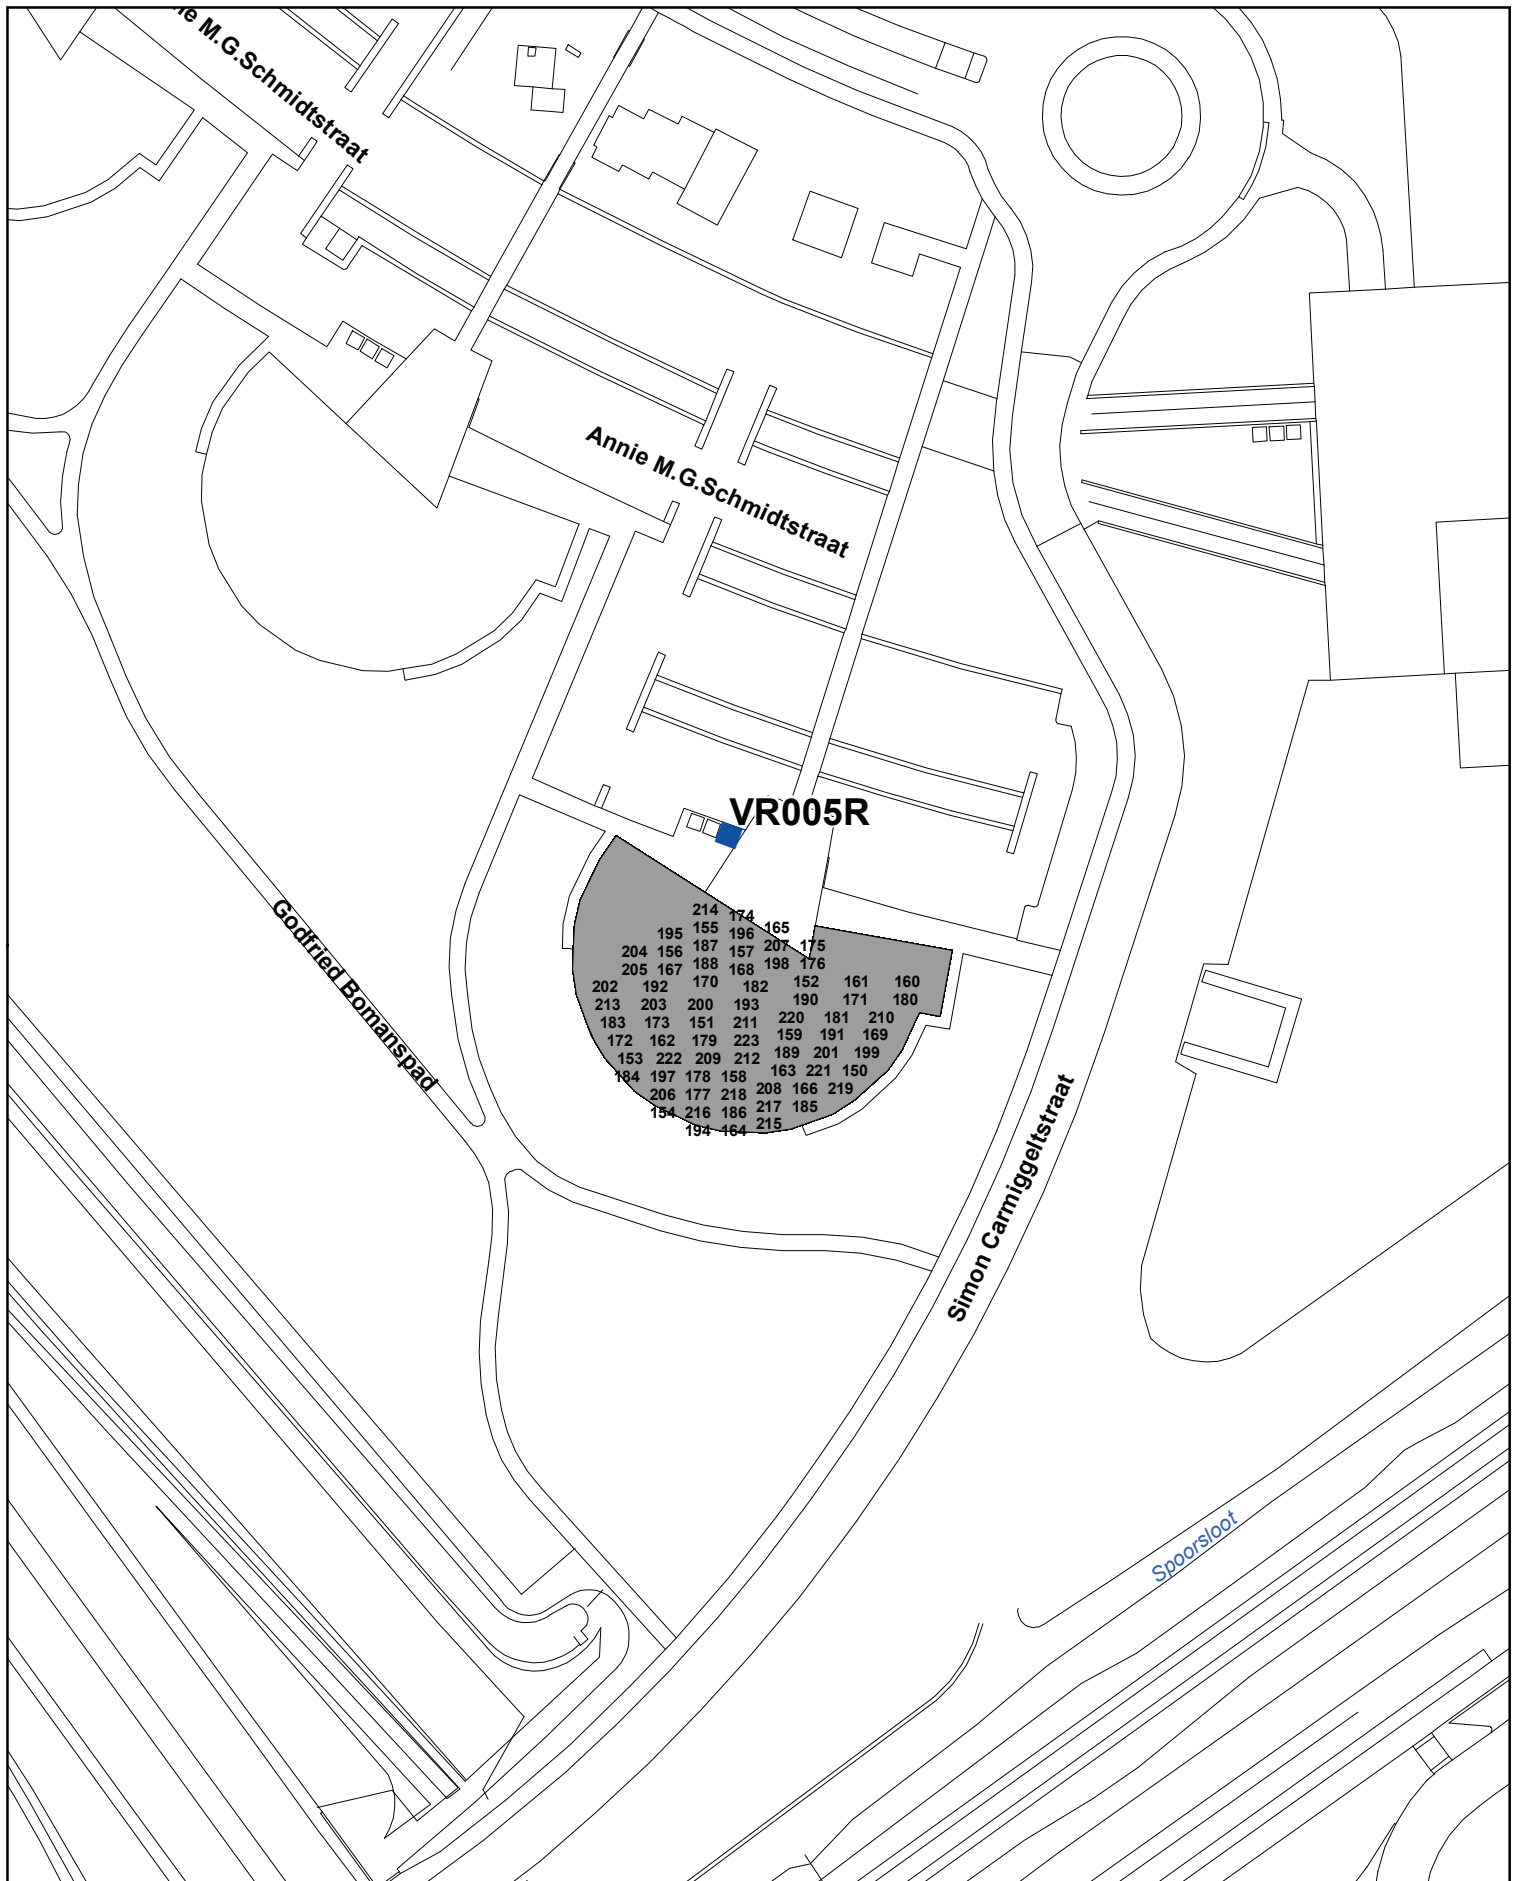 nie M.G.Schmidtstraat
Annie M.G.Schmidtstraat
VR005R
Godfried Bomanspad
214 174
195 155 196 165
204 156 187 157 207 175
205 167 188 168 198 176
202 192 170 182 152 161 160
213 203 200 193 190 171 180
183 173 151 211 220 181 210
172 162 179 223 159 191 169
153 222 209 212 189 201 199
184 197 178 158 163 221 150
206 177 218 208 166 219
154 216 186 217 185
194 164 215
Simon Carmiggeltstraat
Spoorsloot